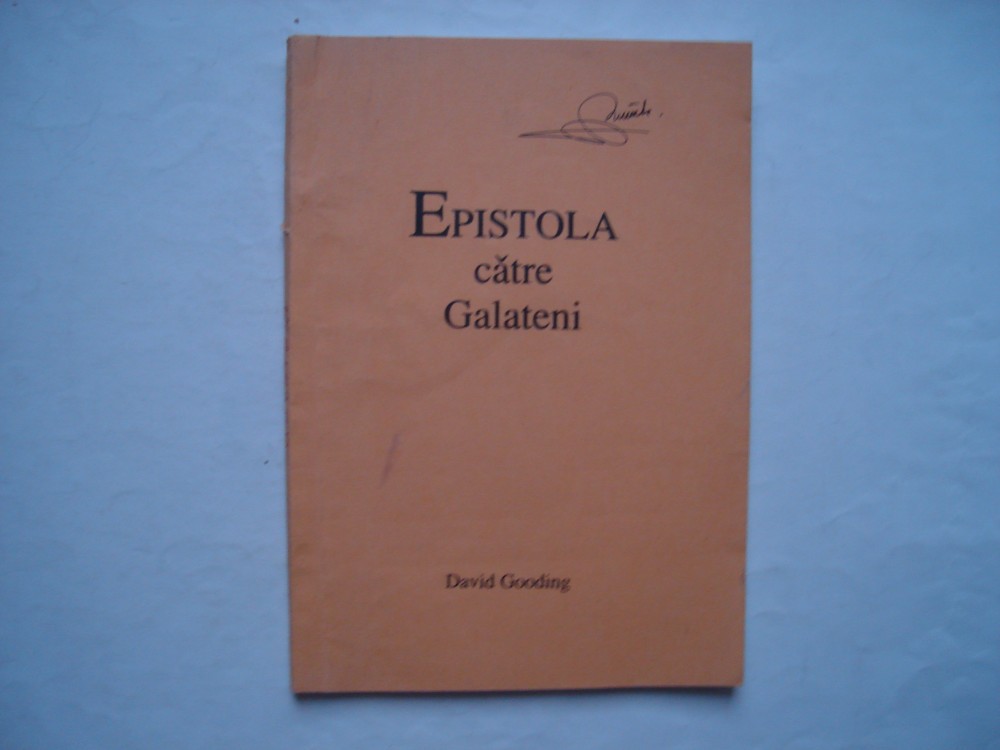 EPISTOLA
către
Galateni
David Gooding